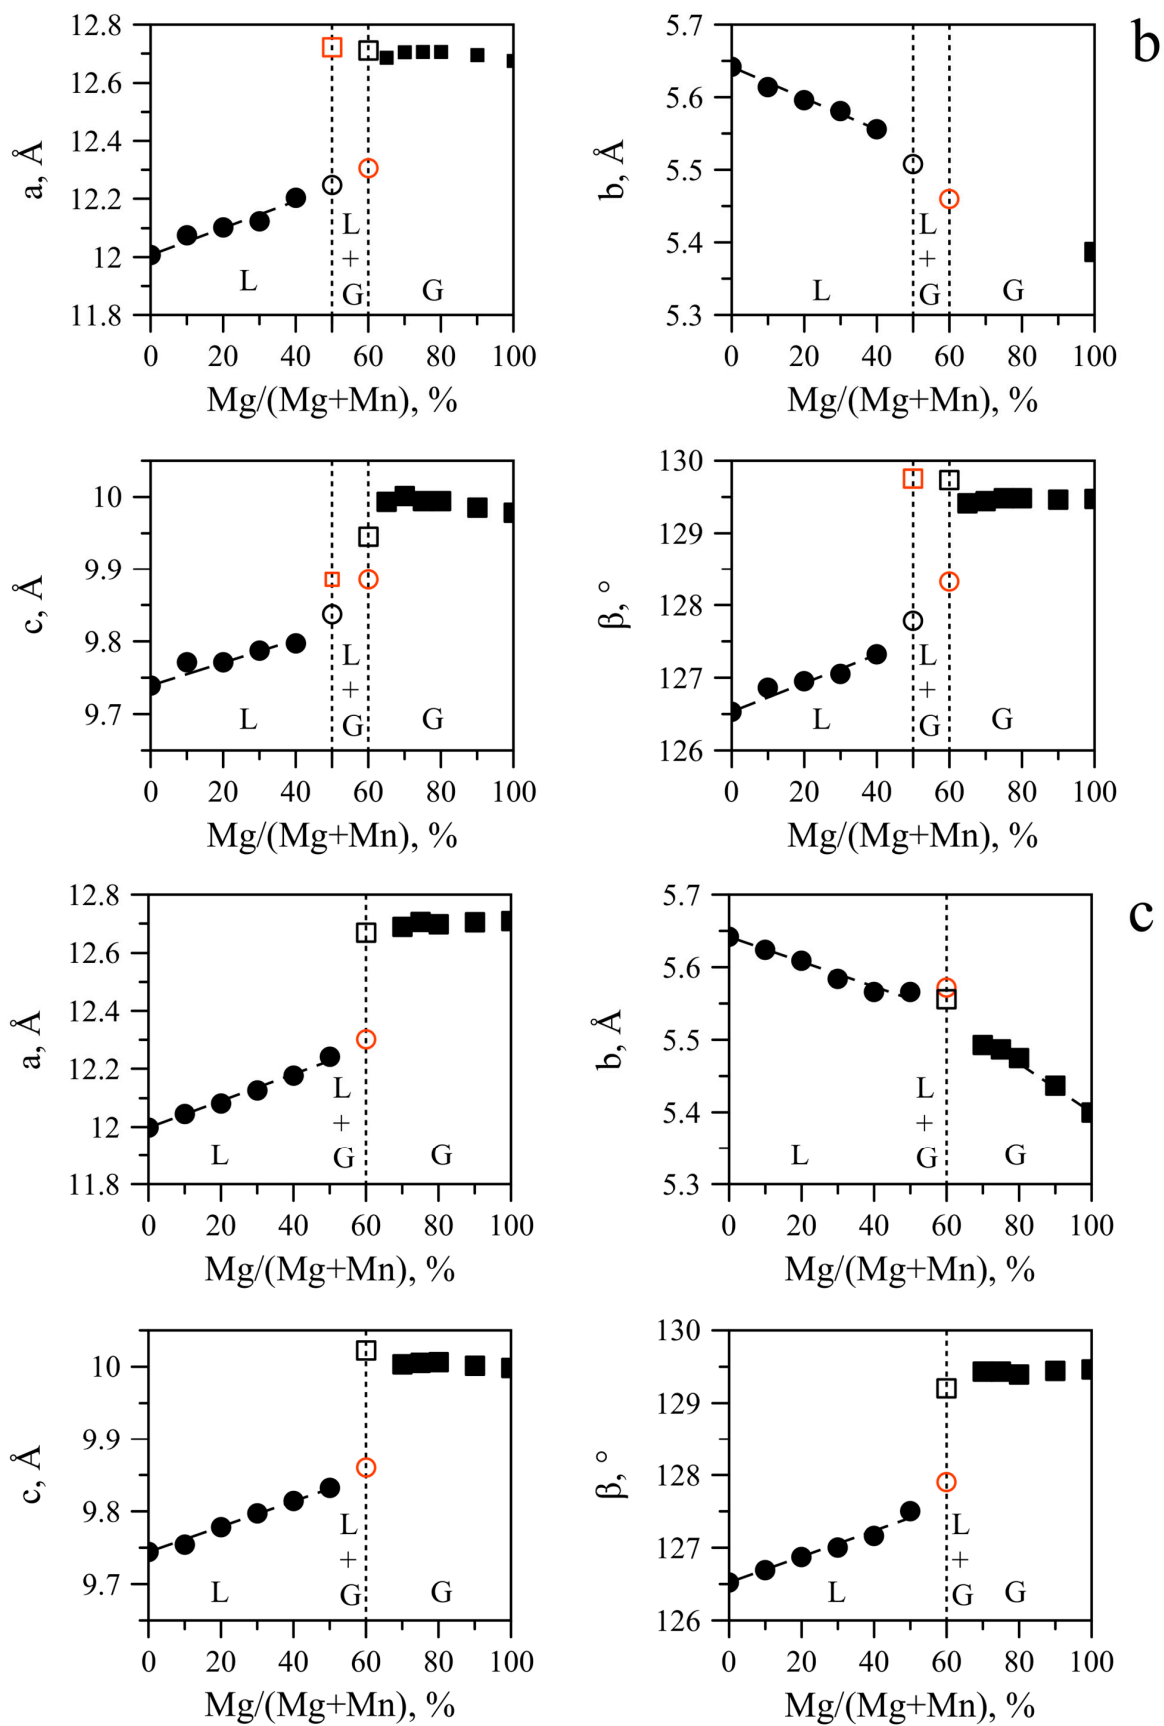 b
12.8
12.6
12.4
12.2
12
11.8
a, Å
L
L
+
G
G
0 20 40 60 80 100
Mg/(Mg+Mn), %
5.7
5.6
5.5
5.4
5.3
b, Å
L
L
+
G
G
0 20 40 60 80 100
Mg/(Mg+Mn), %
10
9.9
9.8
9.7
c, Å
L
L
+
G
G
0 20 40 60 80 100
Mg/(Mg+Mn), %
130
129
128
127
126
β, °
L
L
+
G
G
0 20 40 60 80 100
Mg/(Mg+Mn), %
c
12.8
12.6
12.4
12.2
12
11.8
a, Å
L
L
+
G
G
0 20 40 60 80 100
Mg/(Mg+Mn), %
5.7
5.6
5.5
5.4
5.3
b, Å
L
L
+
G
G
0 20 40 60 80 100
Mg/(Mg+Mn), %
10
9.9
9.8
9.7
c, Å
L
L
+
G
G
0 20 40 60 80 100
Mg/(Mg+Mn), %
130
129
128
127
126
β, °
L
L
+
G
G
0 20 40 60 80 100
Mg/(Mg+Mn), %